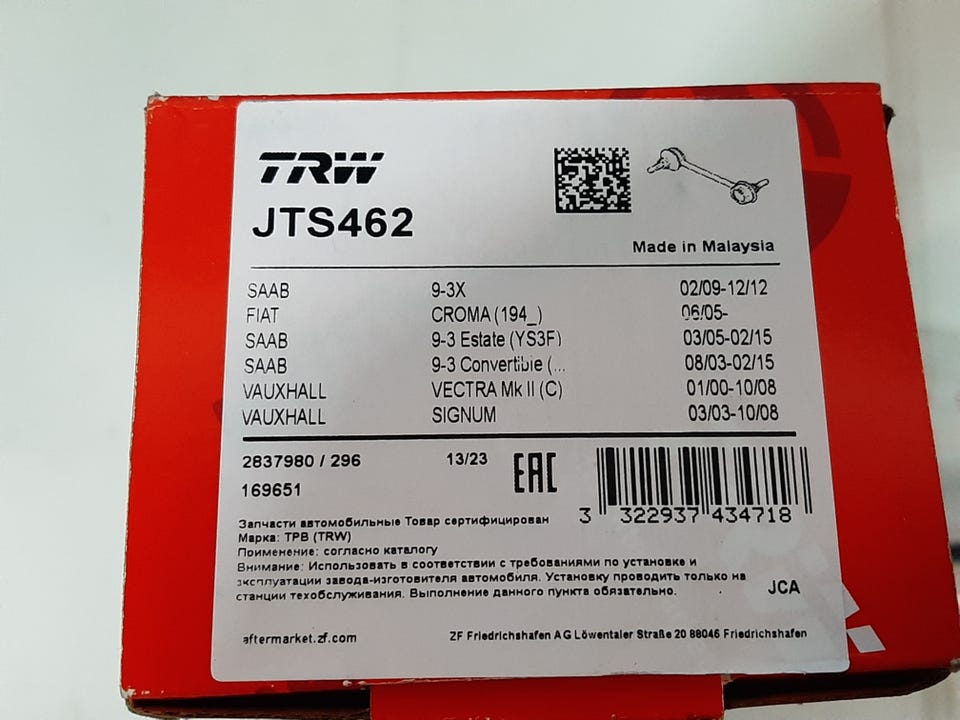 TRW
JTS462
Made in Malaysia
SAAB 9-3X 02/09-12/12
FIAT CROMA (194_) 06/05-
SAAB 9-3 Estate (YS3F) 03/05-02/15
SAAB 9-3 Convertible (... 08/03-02/15
VAUXHALL VECTRA Mk II (C) 01/00-10/08
VAUXHALL SIGNUM 03/03-10/08
2837980 / 296 13/23 EAC
169651
3 322937 434718
Запчасти автомобильные Товар сертифицирован
Марка: ТРВ (TRW)
Применение: согласно каталогу
Внимание: Использовать в соответствии с требованиями по установке и
эксплуатации завода-изготовителя автомобиля. Установку проводить только на
станции техобслуживания. Выполнение данного пункта обязательно.
JCA
aftermarket.zf.com ZF Friedrichshafen AG Löwentaler Straße 20 88046 Friedrichshafen